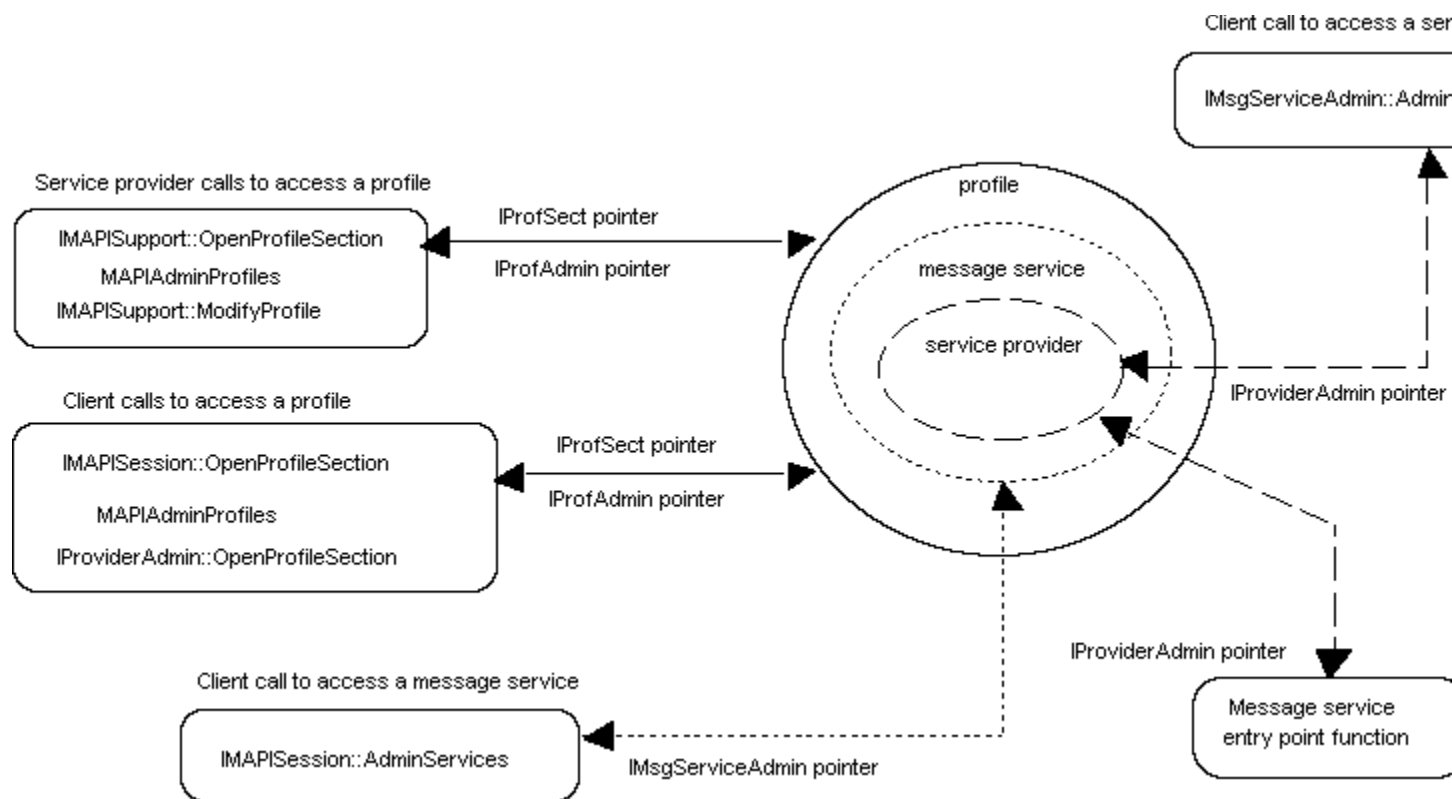 Client call to access a ser
IMsgServiceAdmin::Admin
Service provider calls to access a profile
IMAPISupport::OpenProfileSection
MAPIAdminProfiles
IMAPISupport::ModifyProfile
IProfSect pointer
IProfAdmin pointer
profile
message service
service provider
IProviderAdmin pointer
Client calls to access a profile
IMAPISession::OpenProfileSection
MAPIAdminProfiles
IProviderAdmin::OpenProfileSection
IProfSect pointer
IProfAdmin pointer
IProviderAdmin pointer
Message service
entry point function
Client call to access a message service
IMAPISession::AdminServices
IMsgServiceAdmin pointer